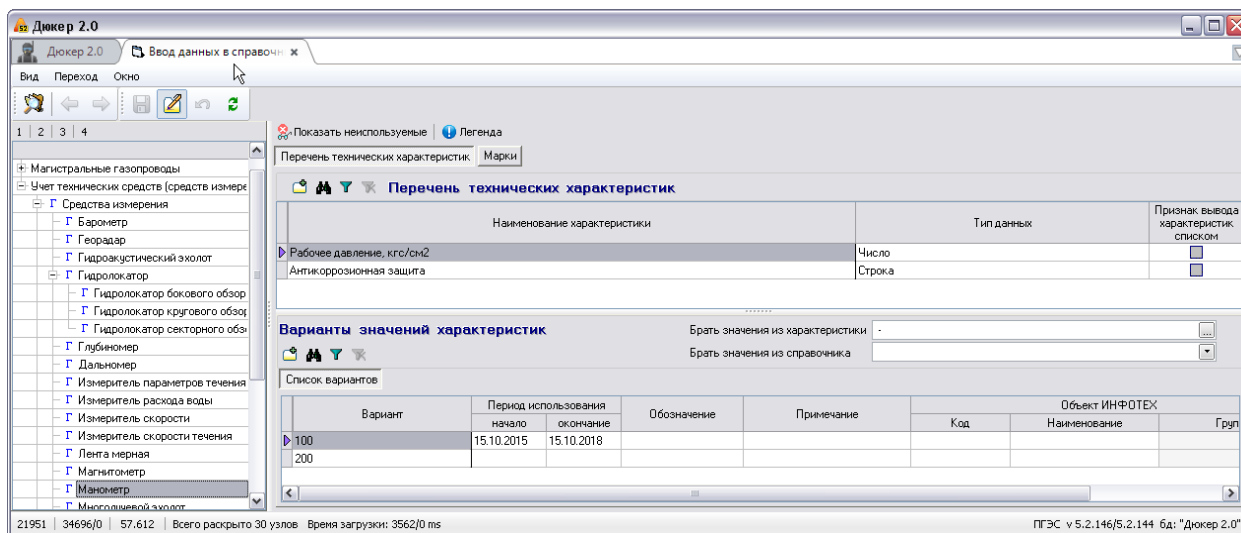 Дюкер 2.0
Дюкер 2.0 Ввод данных в справочн
Вид Переход Окно
1 2 3 4
Показать неиспользуемые Легенда
Перечень технических характеристик Марки
Магистральные газопроводы
Учет технических средств (средств измере
Г Средства измерения
Г Барометр
Г Георадар
Г Гидроакустический эхолот
Г Гидролокатор
Г Гидролокатор бокового обзор
Г Гидролокатор кругового обзор
Г Гидролокатор секторного обз
Г Глубиномер
Г Дальномер
Г Измеритель параметров течения
Г Измеритель расхода воды
Г Измеритель скорости
Г Измеритель скорости течения
Г Лента мерная
Г Магнитометр
Г Манометр
Г Многолучевой эхолот
Перечень технических характеристик
Наименование характеристики Тип данных Признак вывода характеристик списком
Рабочее давление, кгс/см2 Число
Антикоррозионная защита Строка
Варианты значений характеристик
Брать значения из характеристики -
Брать значения из справочника
Список вариантов
Вариант Период использования Обозначение Примечание Объект ИНФОТЕХ
начало окончание Код Наименование Груп
100 15.10.2015 15.10.2018
200
21951 34696/0 57.612 Всего раскрыто 30 узлов Время загрузки: 3562/0 ms ПГЭС v 5.2.146/5.2.144 бд: "Дюкер 2.0"